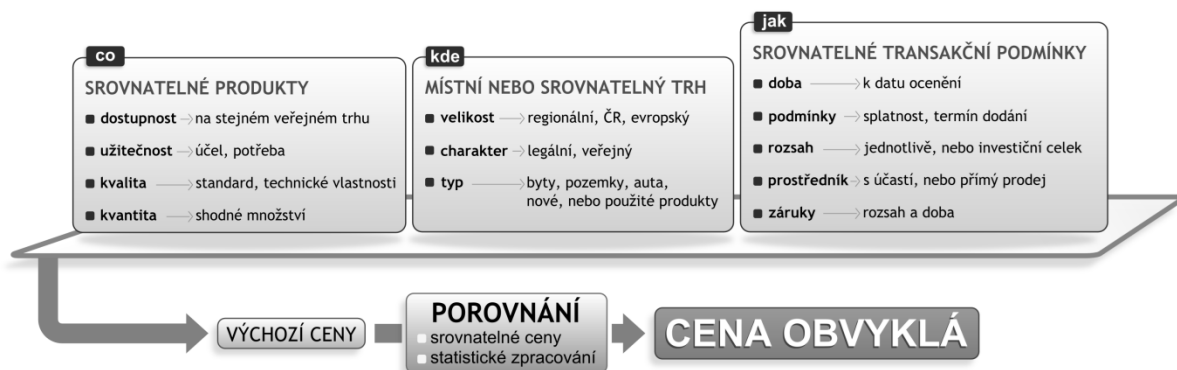 co
SROVNATELNÉ PRODUKTY
dostupnost na stejném veřejném trhu
užitečnost účel, potřeba
kvalita standard, technické vlastnosti
kvantita shodné množství
kde
MÍSTNÍ NEBO SROVNATELNÝ TRH
velikost regionální, ČR, evropský
charakter legální, veřejný
typ byty, pozemky, auta,
nové, nebo použité produkty
jak
SROVNATELNÉ TRANSAKČNÍ PODMÍNKY
doba k datu ocenění
podmínky splatnost, termín dodání
rozsah jednotlivě, nebo investiční celek
prostředník s účastí, nebo přímý prodej
záruky rozsah a doba
VÝCHOZÍ CENY
POROVNÁNÍ
srovnatelné ceny
statistické zpracování
CENA OBVYKLÁ